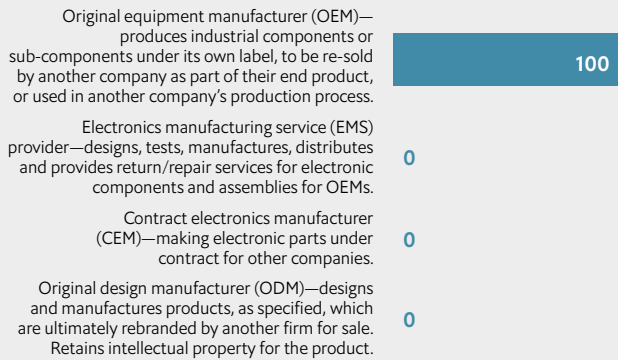 Original equipment manufacturer (OEM)—
produces industrial components or
sub-components under its own label, to be re-sold
by another company as part of their end product,
or used in another company’s production process.
100
Electronics manufacturing service (EMS)
provider—designs, tests, manufactures, distributes
and provides return/repair services for electronic
components and assemblies for OEMs.
0
Contract electronics manufacturer
(CEM)—making electronic parts under
contract for other companies.
0
Original design manufacturer (ODM)—designs
and manufactures products, as specified, which
are ultimately rebranded by another firm for sale.
Retains intellectual property for the product.
0